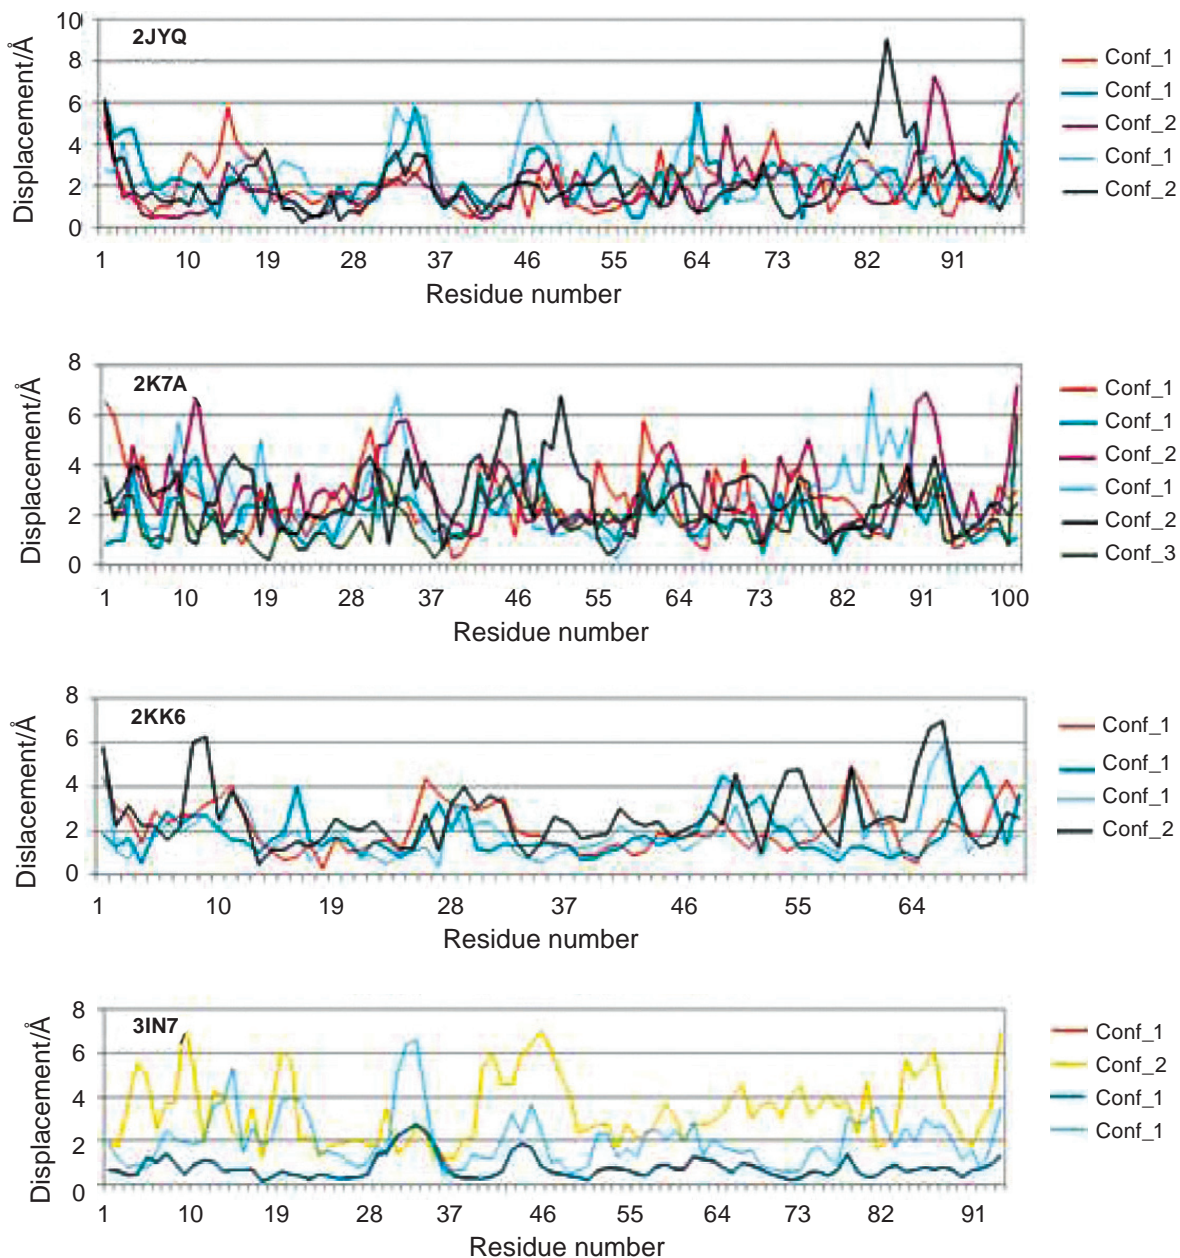 2JYQ
Displacement/Å
10
8
6
4
2
0
1 10 19 28 37 46 55 64 73 82 91
Residue number
Conf_1
Conf_1
Conf_2
Conf_1
Conf_2
2K7A
Displacement/Å
8
6
4
2
0
1 10 19 28 37 46 55 64 73 82 91 100
Residue number
Conf_1
Conf_1
Conf_2
Conf_1
Conf_2
Conf_3
2KK6
Dislacement/Å
8
6
4
2
0
1 10 19 28 37 46 55 64
Residue number
Conf_1
Conf_1
Conf_1
Conf_2
3IN7
Displacement/Å
8
6
4
2
0
1 10 19 28 37 46 55 64 73 82 91
Residue number
Conf_1
Conf_2
Conf_1
Conf_1